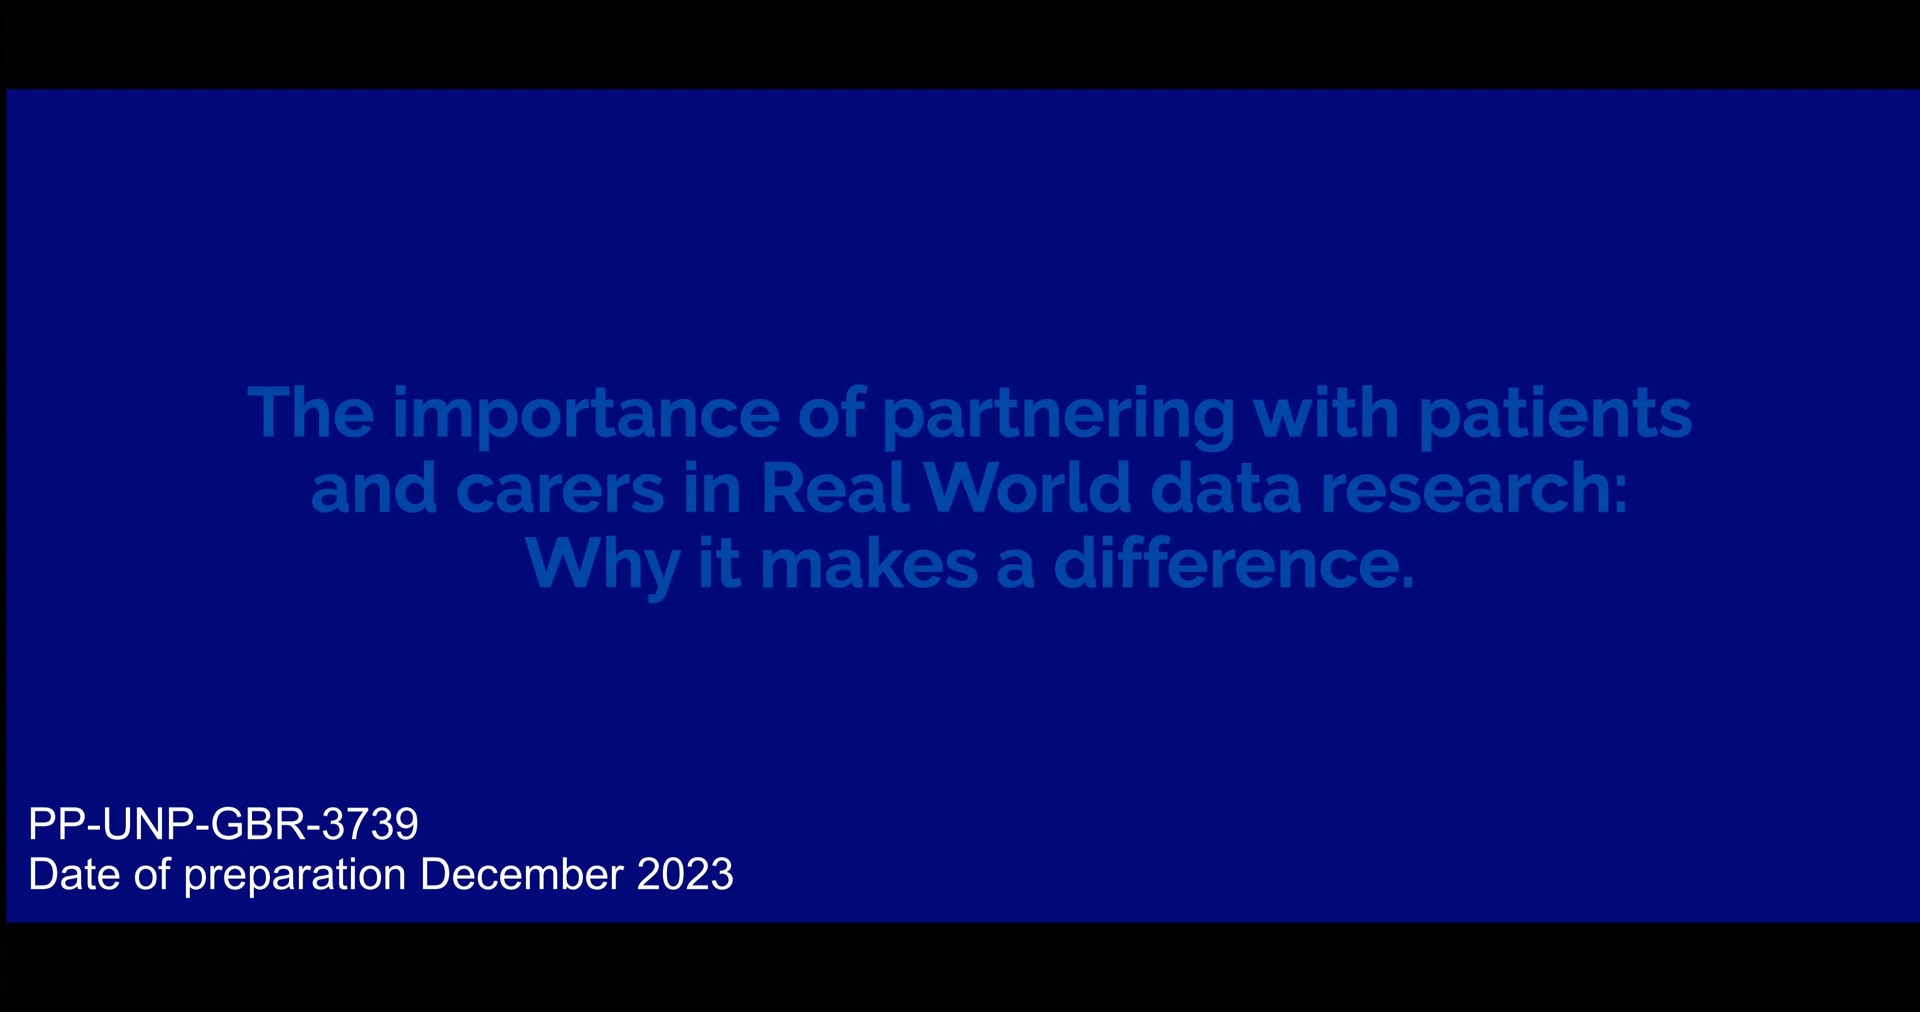 The importance of partnering with patients
and carers in Real World data research:
Why it makes a difference.
PP-UNP-GBR-3739
Date of preparation December 2023